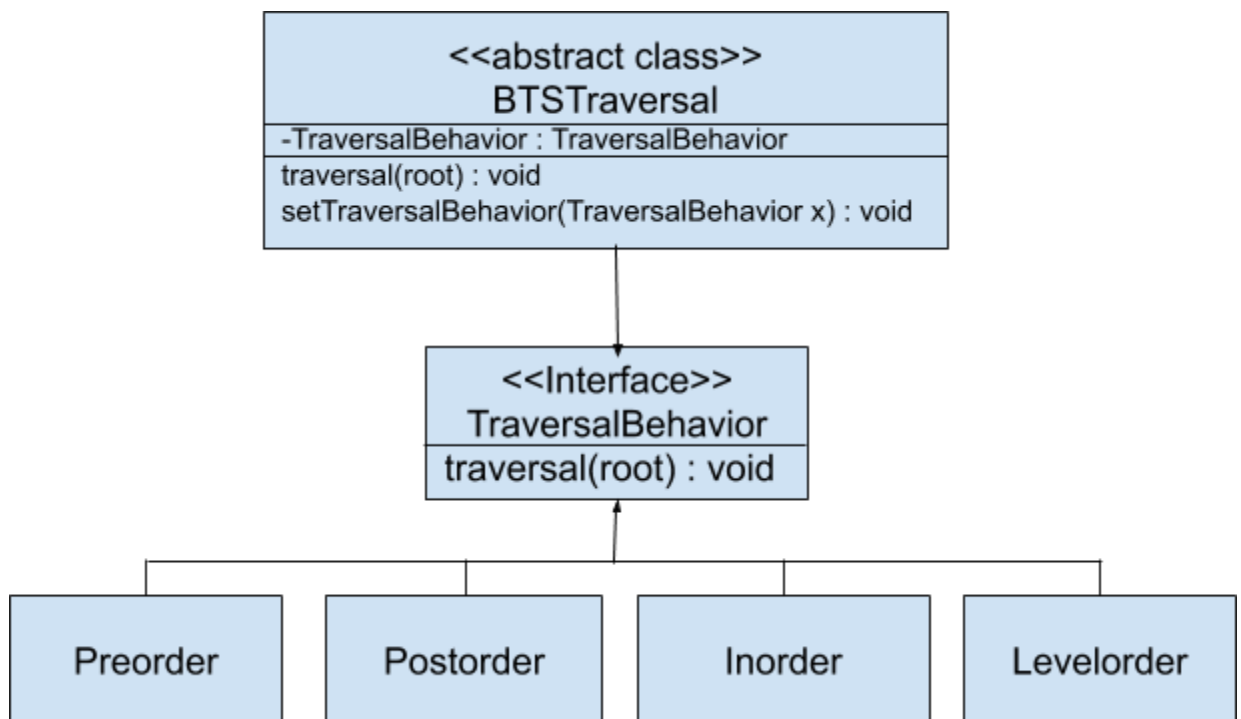 <<abstract class>>
BTSTraversal
-TraversalBehavior : TraversalBehavior
traversal(root) : void
setTraversalBehavior(TraversalBehavior x) : void
<<Interface>>
TraversalBehavior
traversal(root) : void
Preorder
Postorder
Inorder
Levelorder